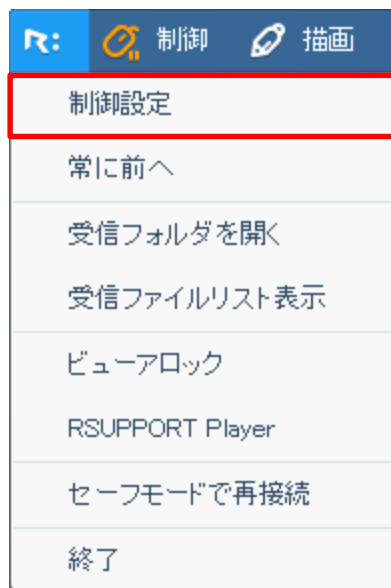 R: 制御 描画
制御設定
常に前へ
受信フォルダを開く
受信ファイルリスト表示
ビューアロック
RSUPPORT Player
セーフモードで再接続
終了